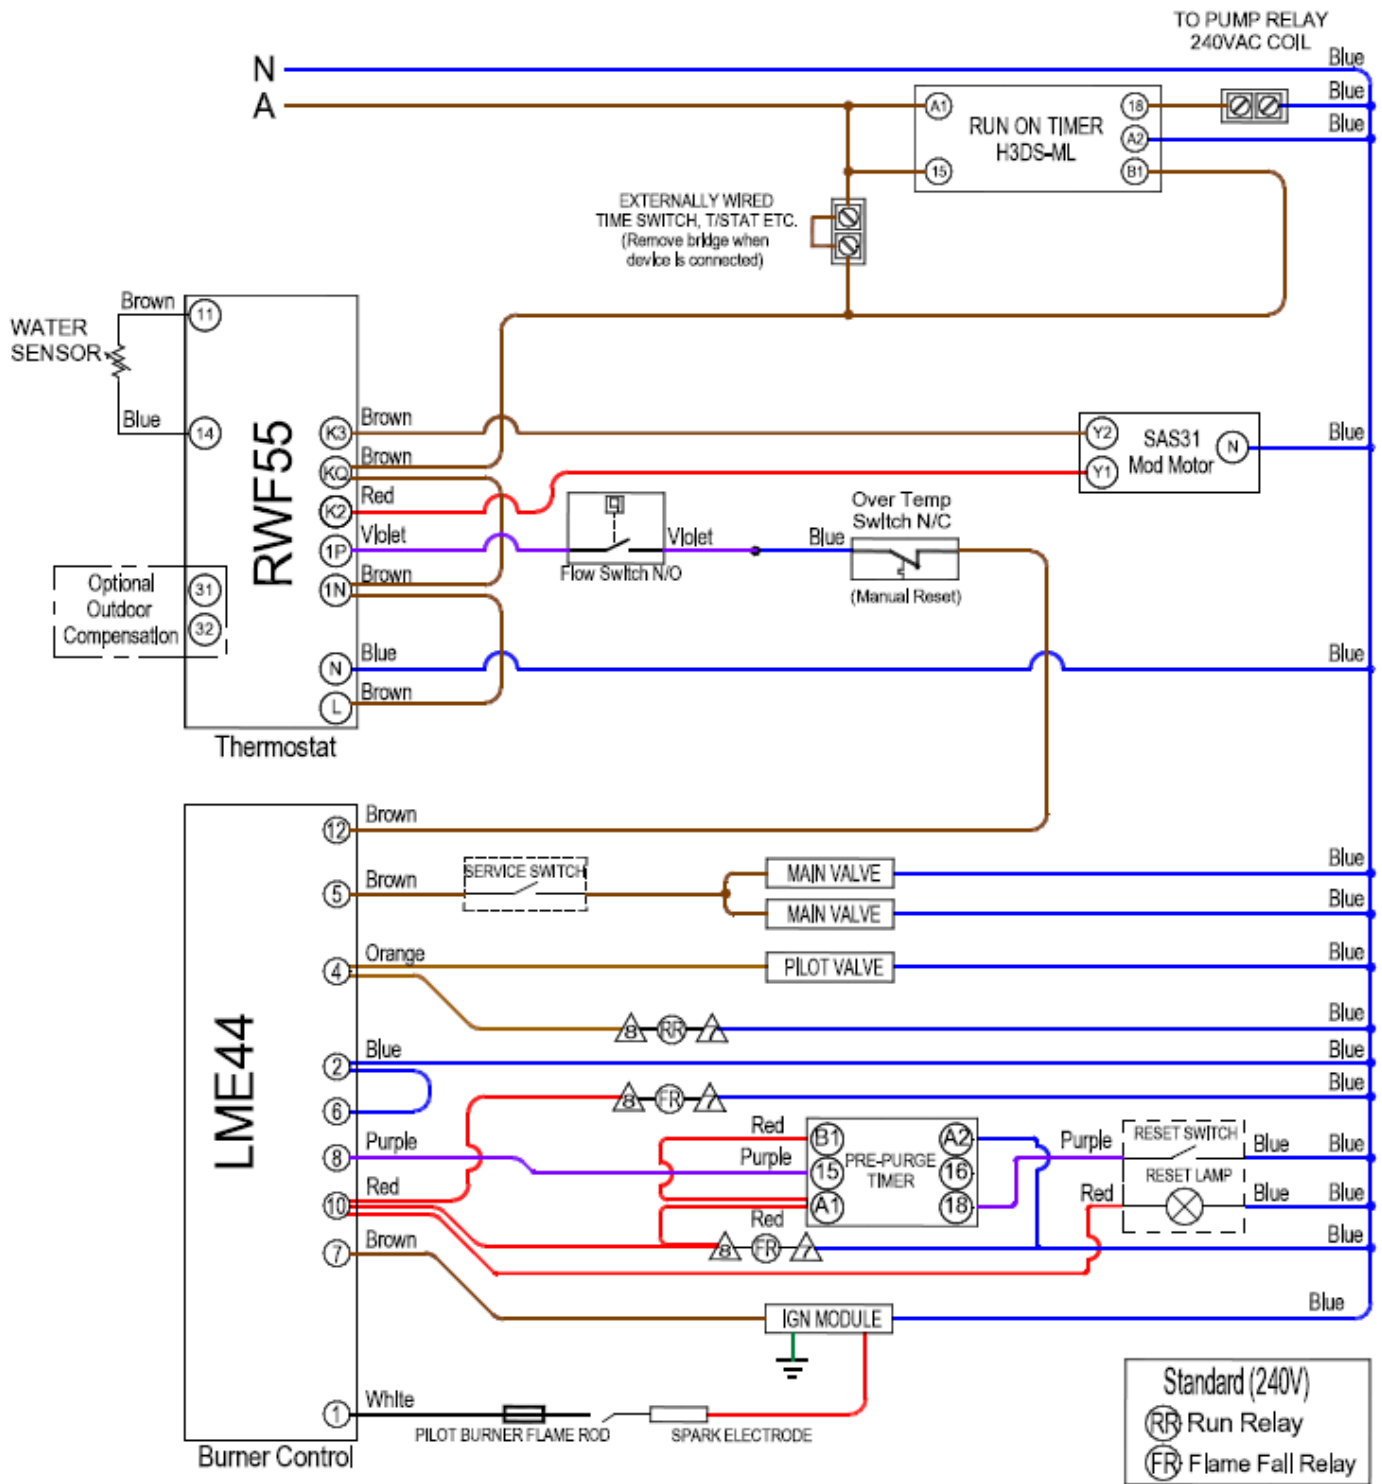 TO PUMP RELAY
240VAC COIL
N
Blue
A
A1
RUN ON TIMER
H3DS-ML
18
Blue
A2
Blue
15
B1
EXTERNALLY WIRED
TIME SWITCH, T/STAT ETC.
(Remove bridge when
device is connected)
WATER
SENSOR
Brown
11
Blue
14
RWF55
K3
Brown
Y2
SAS31
Mod Motor
N
Blue
KQ
Brown
Y1
K2
Red
1P
Violet
Flow Switch N/O
Violet
Blue
Over Temp
Switch N/C
(Manual Reset)
1N
Brown
Optional
Outdoor
Compensation
31
32
N
Blue
Blue
L
Brown
Thermostat
LME44
12
Brown
5
Brown
SERVICE SWITCH
MAIN VALVE
Blue
MAIN VALVE
Blue
4
Orange
PILOT VALVE
Blue
8
RR
7
Blue
2
Blue
Blue
6
8
FR
7
Blue
8
Purple
Red
B1
A2
Purple
15
PRE-PURGE
TIMER
16
A1
18
Purple
RESET SWITCH
Blue
Blue
10
Red
Red
RESET LAMP
Blue
Blue
Red
8
FR
7
Blue
7
Brown
IGN MODULE
Blue
1
White
PILOT BURNER FLAME ROD
SPARK ELECTRODE
Burner Control
Standard (240V)
RR Run Relay
FR Flame Fall Relay